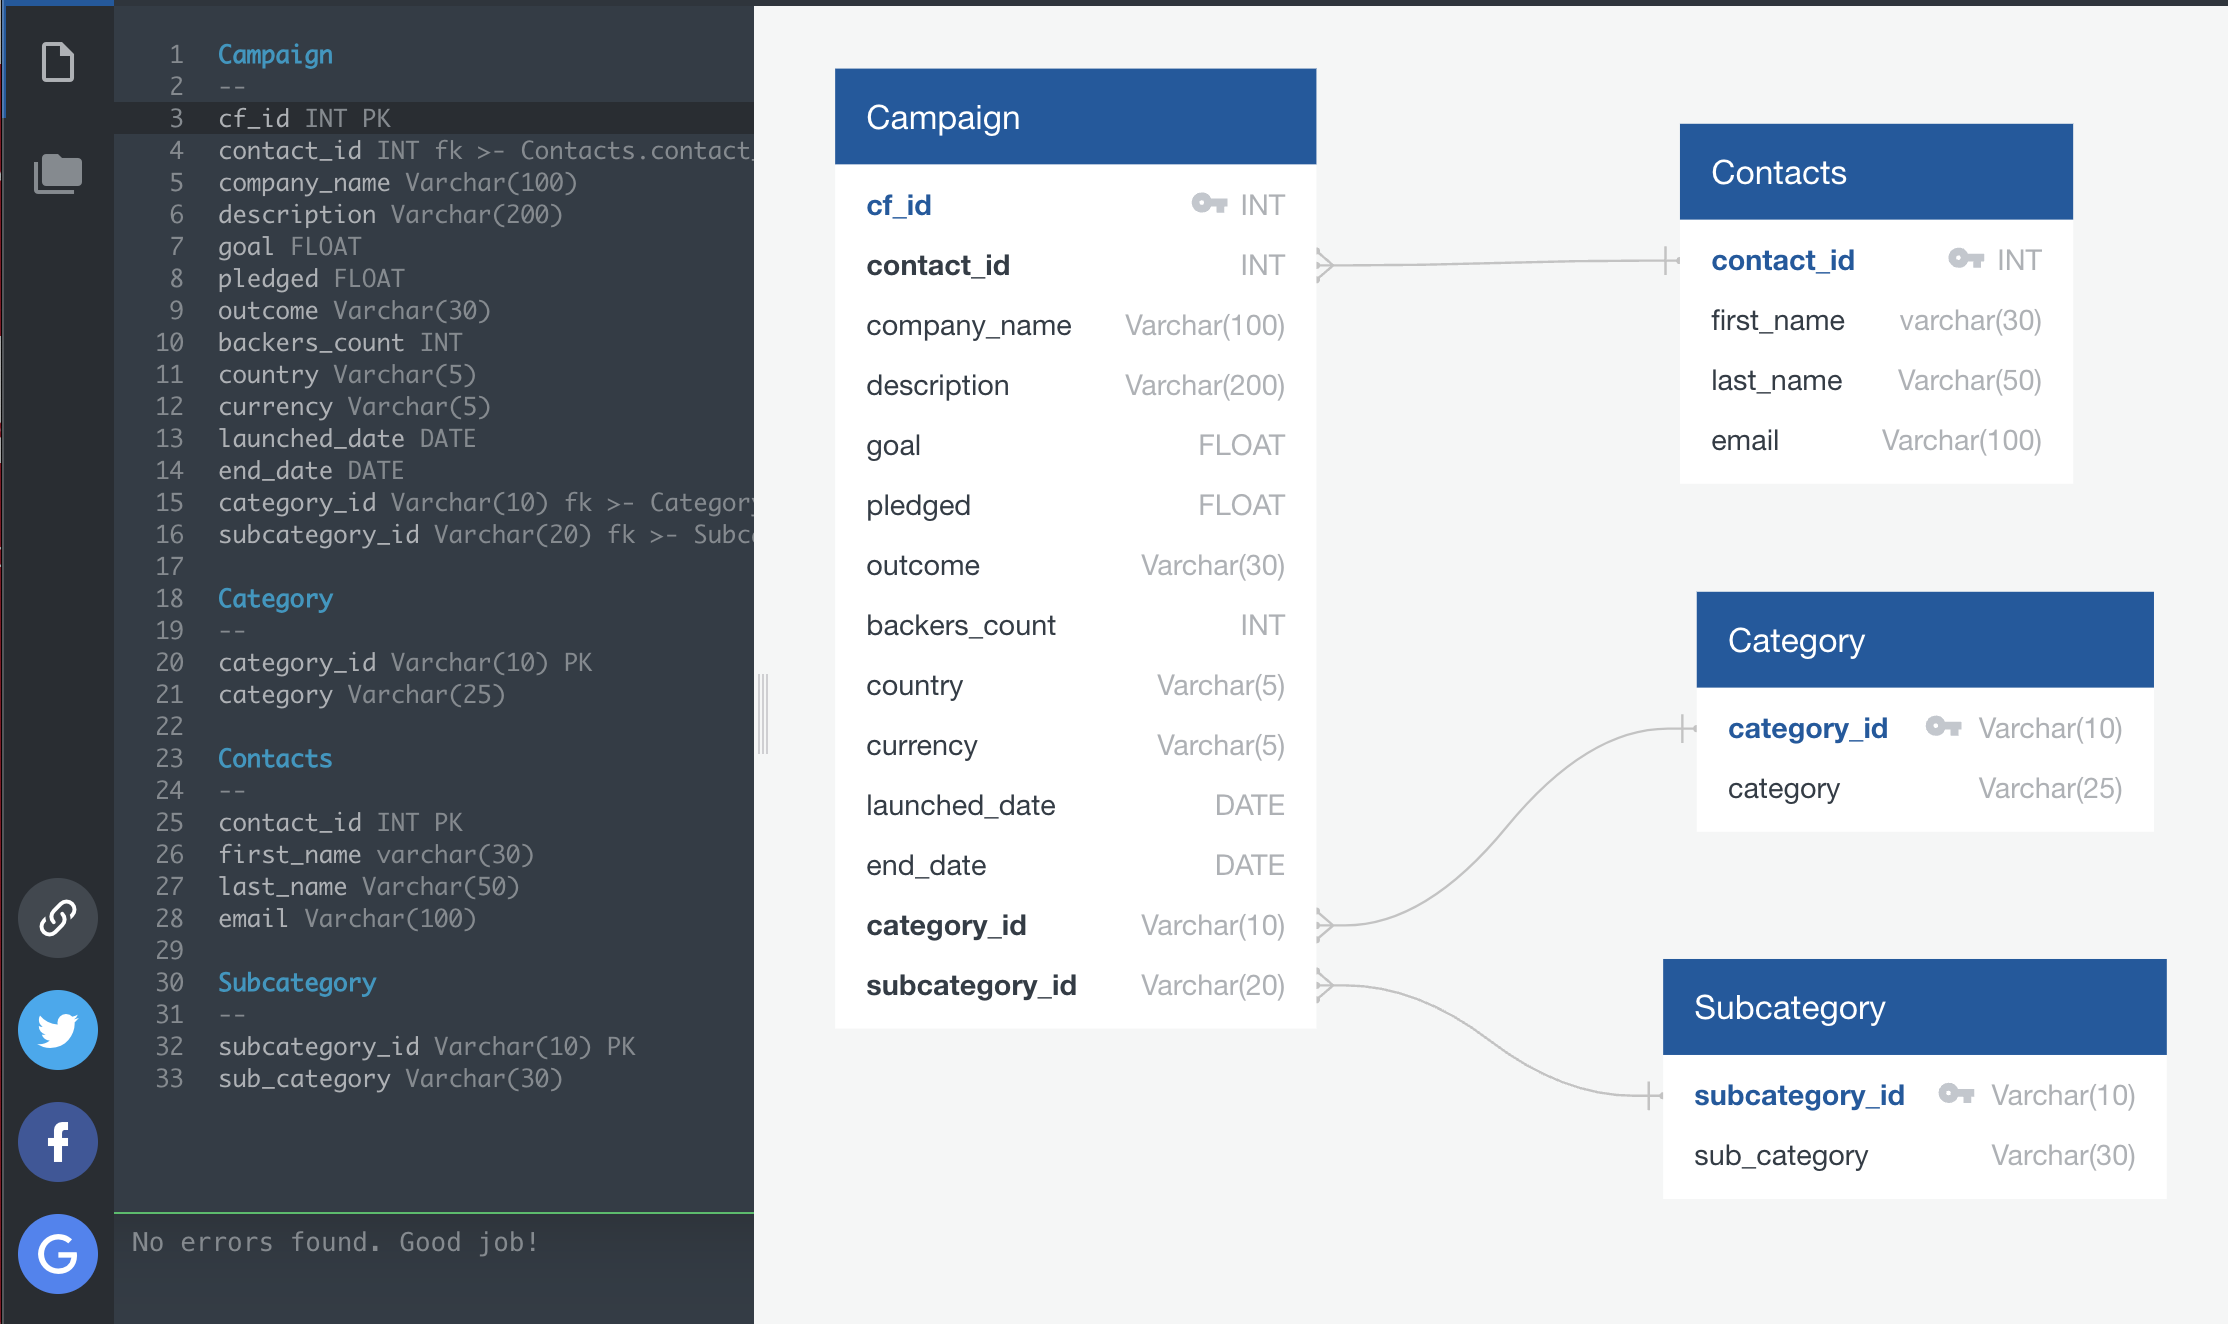 1 Campaign
2 --
3 cf_id INT PK
4 contact_id INT fk >- Contacts.contact_
5 company_name Varchar(100)
6 description Varchar(200)
7 goal FLOAT
8 pledged FLOAT
9 outcome Varchar(30)
10 backers_count INT
11 country Varchar(5)
12 currency Varchar(5)
13 launched_date DATE
14 end_date DATE
15 category_id Varchar(10) fk >- Category
16 subcategory_id Varchar(20) fk >- Subc
17
18 Category
19 --
20 category_id Varchar(10) PK
21 category Varchar(25)
22
23 Contacts
24 --
25 contact_id INT PK
26 first_name varchar(30)
27 last_name Varchar(50)
28 email Varchar(100)
29
30 Subcategory
31 --
32 subcategory_id Varchar(10) PK
33 sub_category Varchar(30)
No errors found. Good job!
Campaign
cf_id INT
contact_id INT
company_name Varchar(100)
description Varchar(200)
goal FLOAT
pledged FLOAT
outcome Varchar(30)
backers_count INT
country Varchar(5)
currency Varchar(5)
launched_date DATE
end_date DATE
category_id Varchar(10)
subcategory_id Varchar(20)
Contacts
contact_id INT
first_name varchar(30)
last_name Varchar(50)
email Varchar(100)
Category
category_id Varchar(10)
category Varchar(25)
Subcategory
subcategory_id Varchar(10)
sub_category Varchar(30)